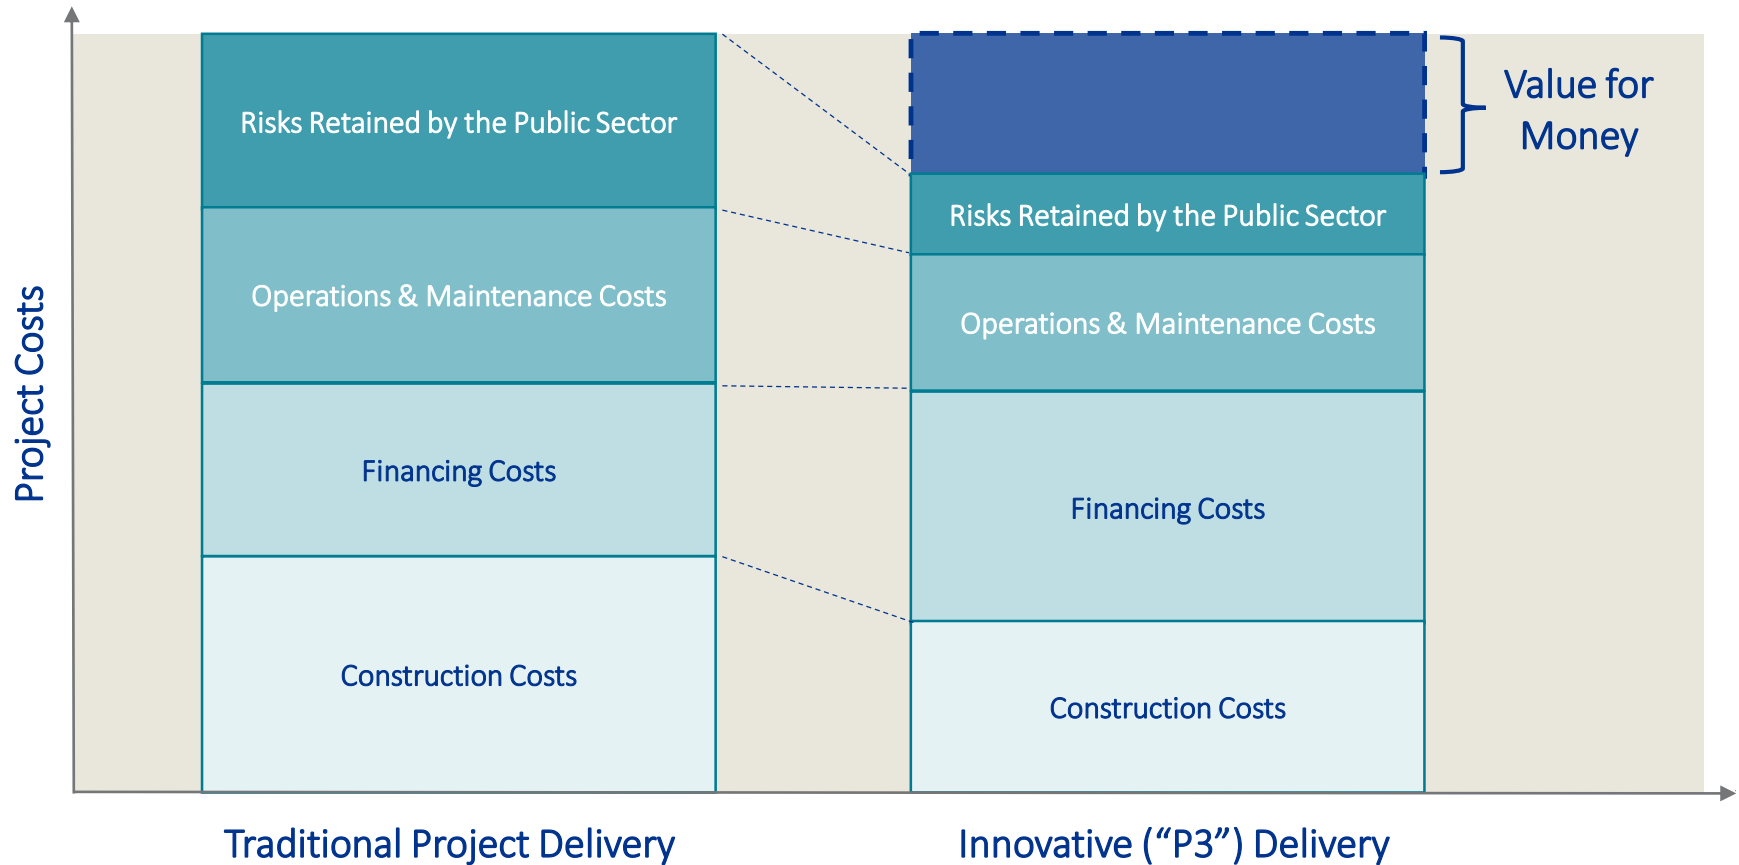 Project Costs
Risks Retained by the Public Sector
Operations & Maintenance Costs
Financing Costs
Construction Costs
Traditional Project Delivery
Value for
Money
Risks Retained by the Public Sector
Operations & Maintenance Costs
Financing Costs
Construction Costs
Innovative (“P3”) Delivery